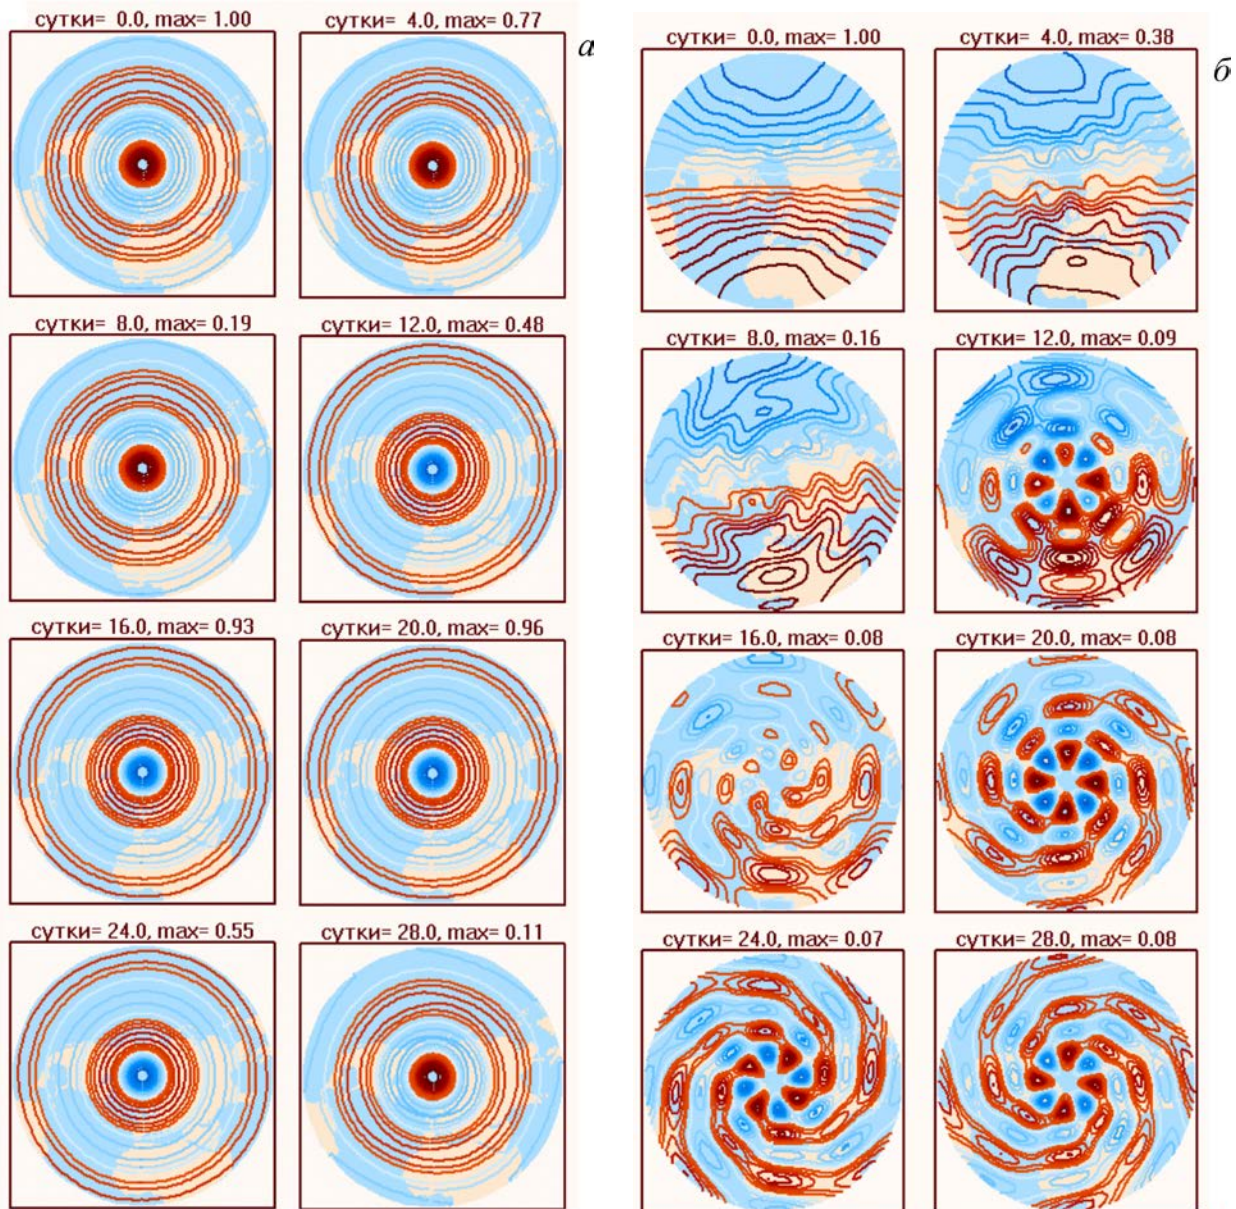 сутки= 0.0, max= 1.00
сутки= 4.0, max= 0.77
а
сутки= 8.0, max= 0.19
сутки= 12.0, max= 0.48
сутки= 16.0, max= 0.93
сутки= 20.0, max= 0.96
сутки= 24.0, max= 0.55
сутки= 28.0, max= 0.11
сутки= 0.0, max= 1.00
сутки= 4.0, max= 0.38
б
сутки= 8.0, max= 0.16
сутки= 12.0, max= 0.09
сутки= 16.0, max= 0.08
сутки= 20.0, max= 0.08
сутки= 24.0, max= 0.07
сутки= 28.0, max= 0.08